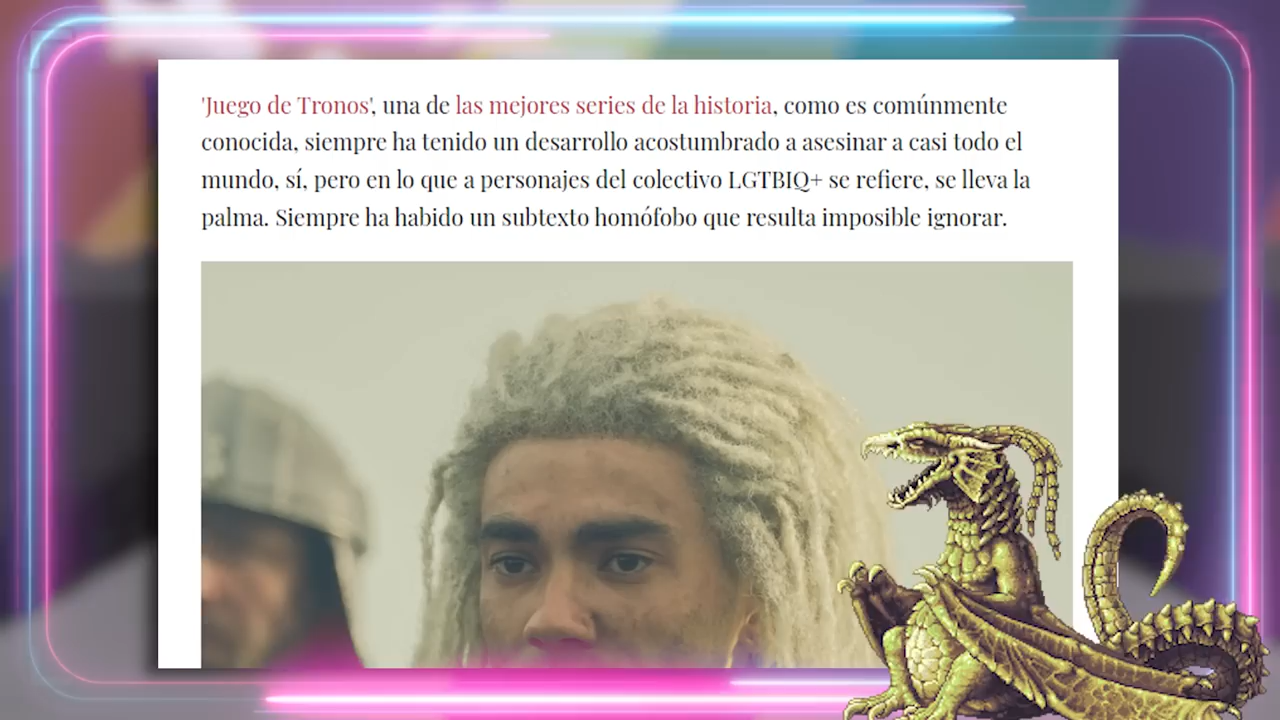 'Juego de Tronos', una de las mejores series de la historia, como es comúnmente
conocida, siempre ha tenido un desarrollo acostumbrado a asesinar a casi todo el
mundo, sí, pero en lo que a personajes del colectivo LGTBIQ+ se refiere, se lleva la
palma. Siempre ha habido un subtexto homófobo que resulta imposible ignorar.